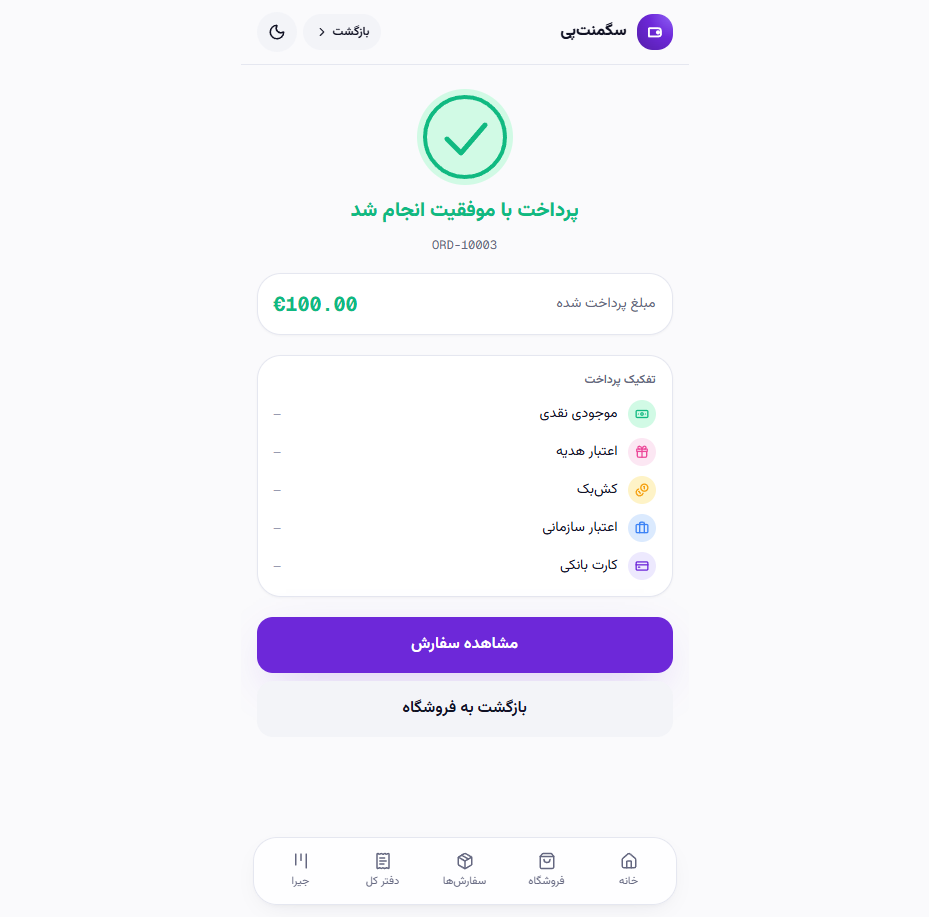 سگمنت‌پی
بازگشت
پرداخت با موفقیت انجام شد
ORD-10003
مبلغ پرداخت شده
€100.00
تفکیک پرداخت
موجودی نقدی –
اعتبار هدیه –
کش‌بک –
اعتبار سازمانی –
کارت بانکی –
مشاهده سفارش
بازگشت به فروشگاه
خانه
فروشگاه
سفارش‌ها
دفتر کل
جیرا